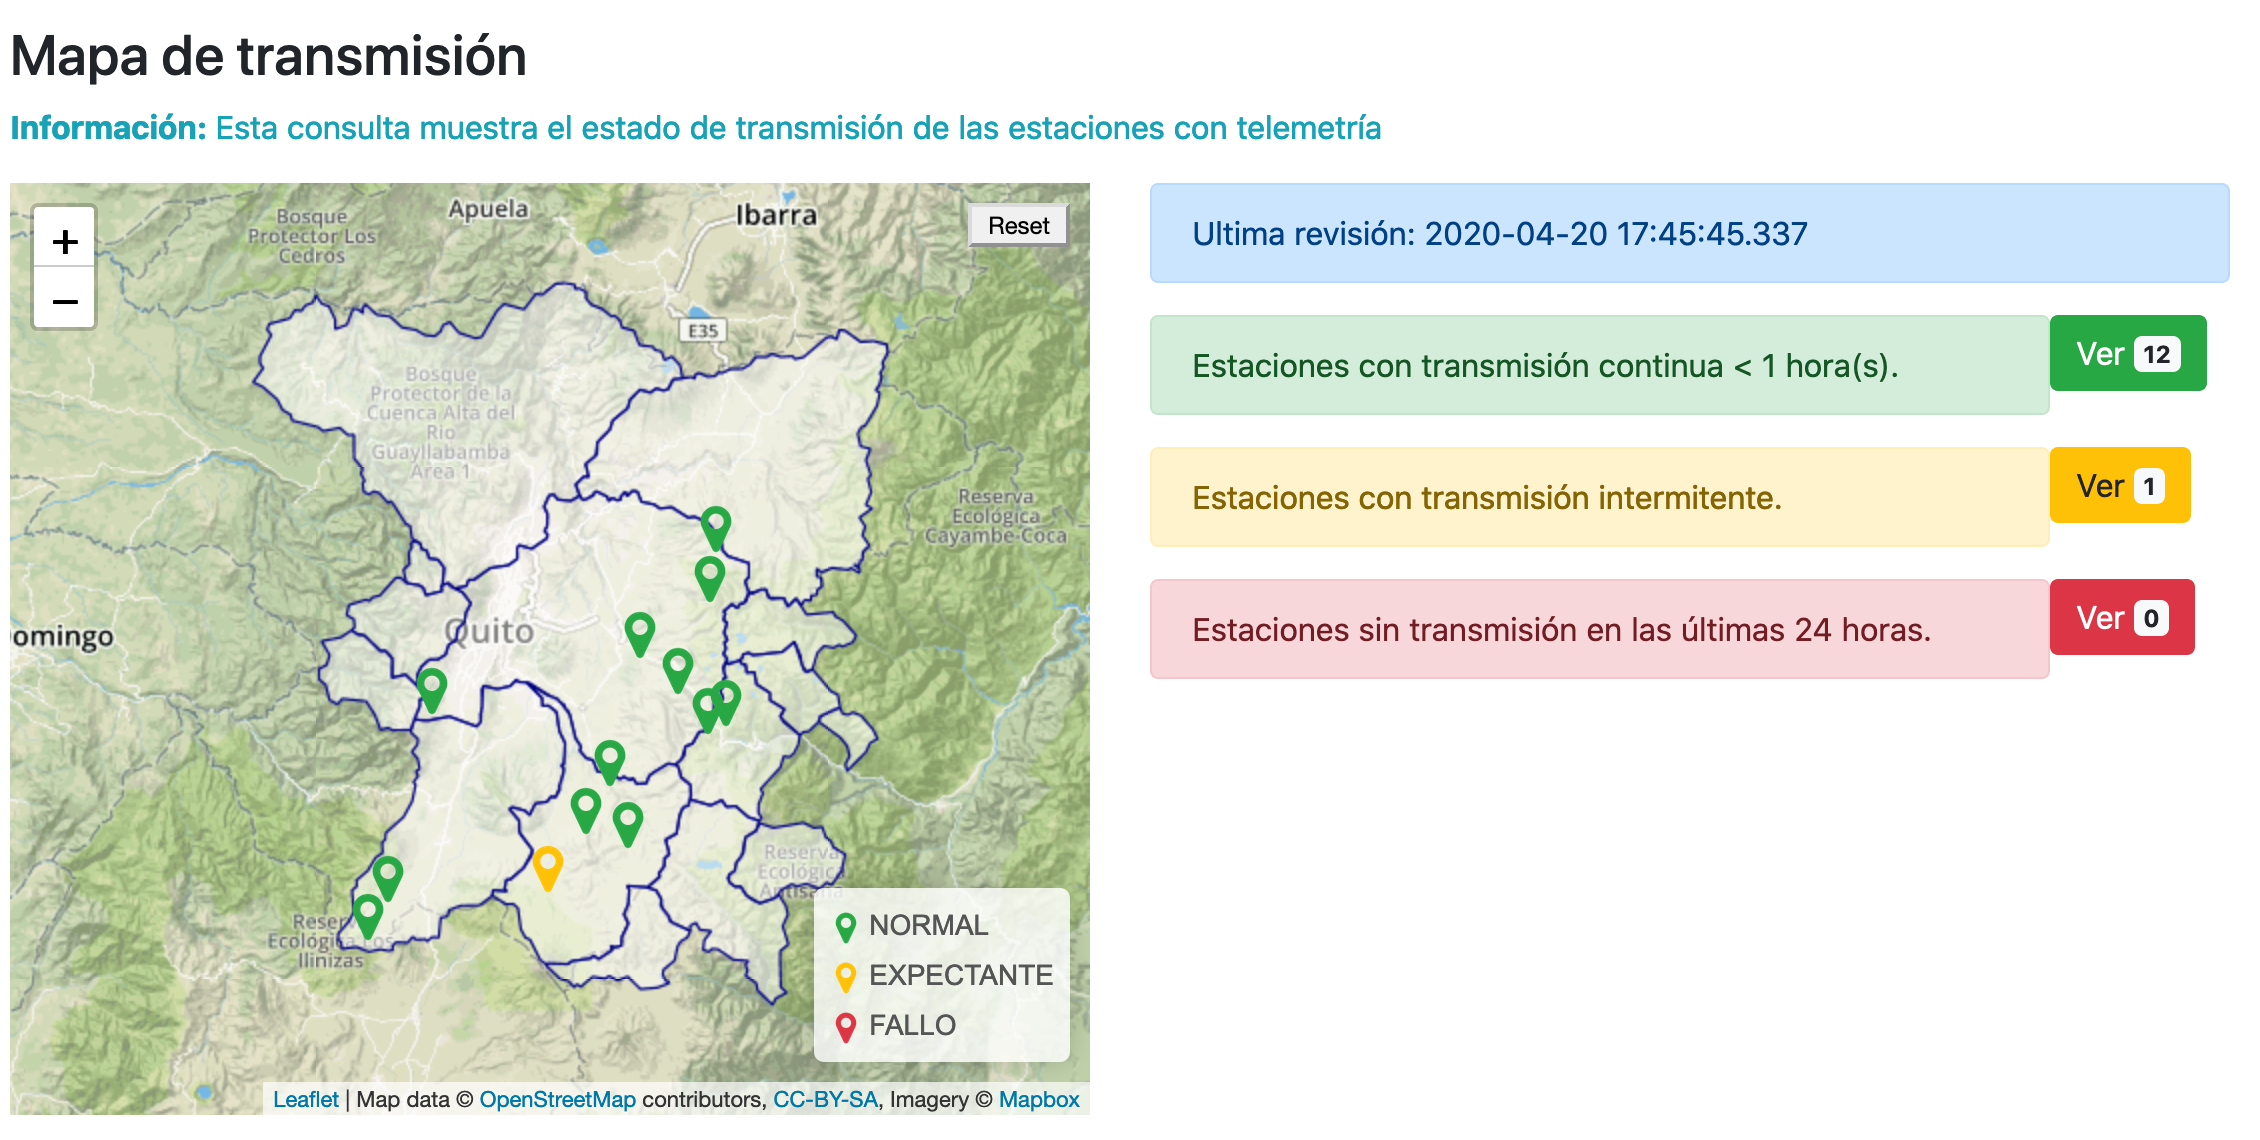 Mapa de transmisión
Información: Esta consulta muestra el estado de transmisión de las estaciones con telemetría
+
−
Reset
Bosque
Protector Los
Cedros
Apuela
Ibarra
E35
Bosque
Protector de la
Cuenca Alta del
Rio
Guayllabamba
Area 1
Reserva
Ecológica
Cayambe-Coca
omingo
Quito
Reserva
Ecológica
Antisana
Reser
Ecológica Los
Ilinizas
NORMAL
EXPECTANTE
FALLO
Leaflet | Map data © OpenStreetMap contributors, CC-BY-SA, Imagery © Mapbox
Ultima revisión: 2020-04-20 17:45:45.337
Estaciones con transmisión continua < 1 hora(s).
Ver 12
Estaciones con transmisión intermitente.
Ver 1
Estaciones sin transmisión en las últimas 24 horas.
Ver 0